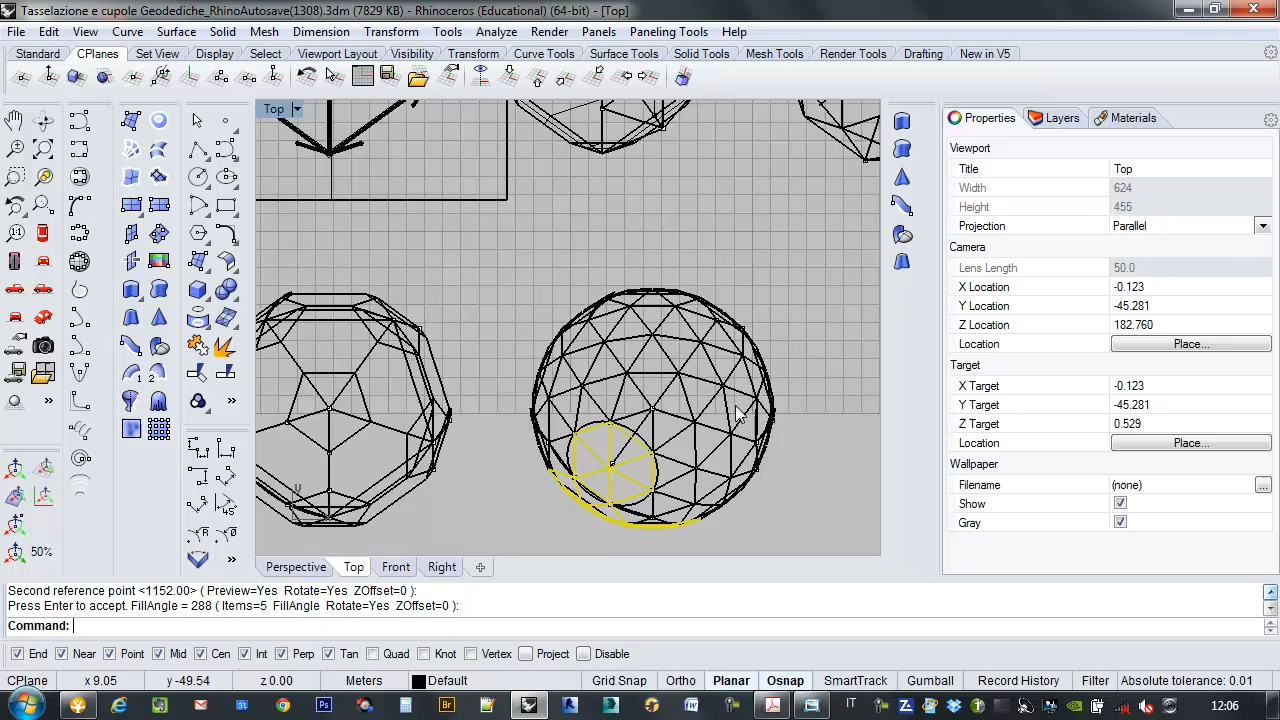 Tasselazione e cupole Geodediche_RhinoAutosave(1308).3dm (7829 KB) - Rhinoceros (Educational) (64-bit) - [Top]
File Edit View Curve Surface Solid Mesh Dimension Transform Tools Analyze Render Panels Paneling Tools Help
Standard CPlanes Set View Display Select Viewport Layout Visibility Transform Curve Tools Surface Tools Solid Tools Mesh Tools Render Tools Drafting New in V5
Top
Properties Layers Materials
Viewport
Title Top
Width 624
Height 455
Projection Parallel
Camera
Lens Length 50.0
X Location -0.123
Y Location -45.281
Z Location 182.760
Location Place...
Target
X Target -0.123
Y Target -45.281
Z Target 0.529
Location Place...
Wallpaper
Filename (none) ...
Show
Gray
50%
Perspective Top Front Right
Second reference point <1152.00> ( Preview=Yes Rotate=Yes ZOffset=0 ):
Press Enter to accept. FillAngle = 288 ( Items=5 FillAngle Rotate=Yes ZOffset=0 ):
Command:
End Near Point Mid Cen Int Perp Tan Quad Knot Vertex Project Disable
CPlane x 9.05 y -49.54 z 0.00 Meters Default Grid Snap Ortho Planar Osnap SmartTrack Gumball Record History Filter Absolute tolerance: 0.01
Ps Br IT 12:06